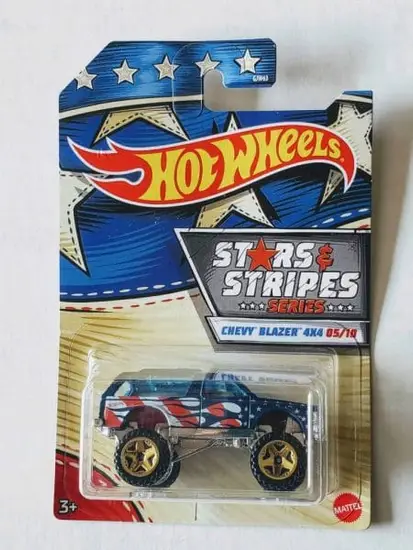 HOT WHEELS
STARS &
STRIPES
SERIES
CHEVY BLAZER 4X4 05/10
3+
MATTEL